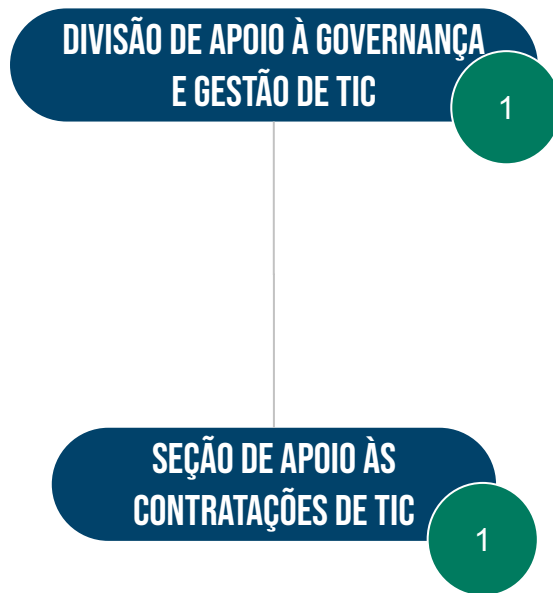 DIVISÃO DE APOIO À GOVERNANÇA
E GESTÃO DE TIC
1
SEÇÃO DE APOIO ÀS
CONTRATAÇÕES DE TIC
1